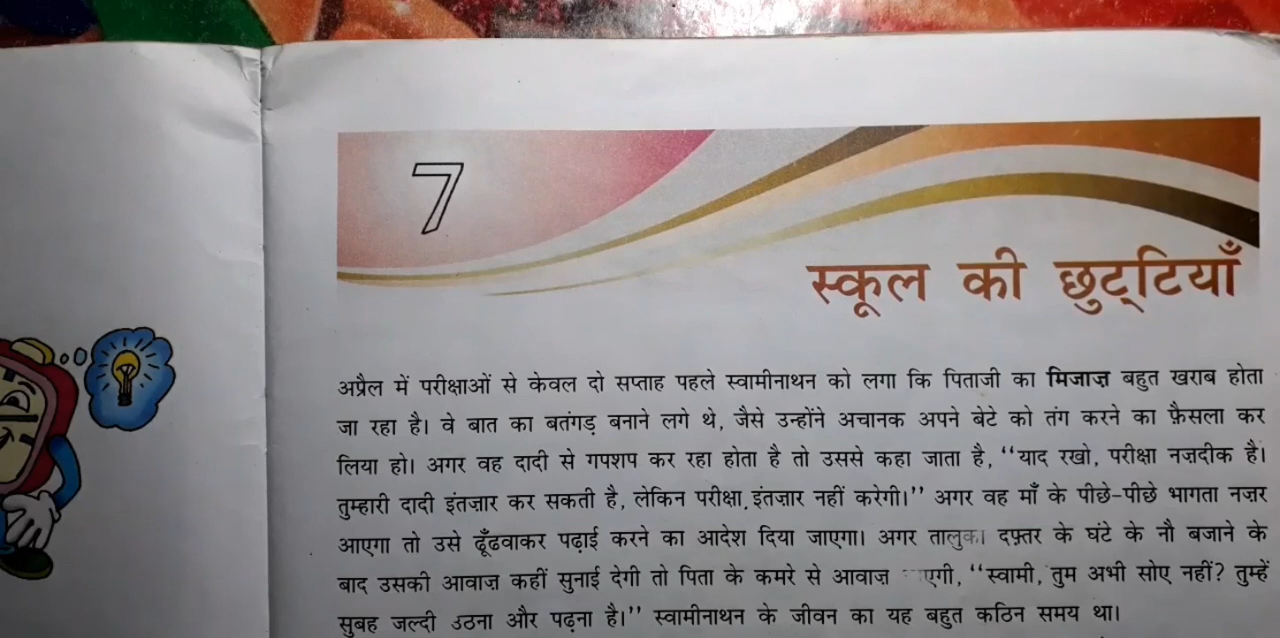 7
स्कूल की छुट्टियाँ
अप्रैल में परीक्षाओं से केवल दो सप्ताह पहले स्वामीनाथन को लगा कि पिताजी का मिजाज़ बहुत खराब होता
जा रहा है। वे बात का बतंगड़ बनाने लगे थे, जैसे उन्होंने अचानक अपने बेटे को तंग करने का फ़ैसला कर
लिया हो। अगर वह दादी से गपशप कर रहा होता है तो उससे कहा जाता है, ‘‘याद रखो, परीक्षा नज़दीक है।
तुम्हारी दादी इंतज़ार कर सकती है, लेकिन परीक्षा इंतज़ार नहीं करेगी।’’ अगर वह माँ के पीछे-पीछे भागता नज़र
आएगा तो उसे ढूँढवाकर पढ़ाई करने का आदेश दिया जाएगा। अगर तालुका दफ़्तर के घंटे के नौ बजाने के
बाद उसकी आवाज़ कहीं सुनाई देगी तो पिता के कमरे से आवाज़ ‘‘स्वामी, तुम अभी सोए नहीं? तुम्हें
सुबह जल्दी उठना और पढ़ना है।’’ स्वामीनाथन के जीवन का यह बहुत कठिन समय था।